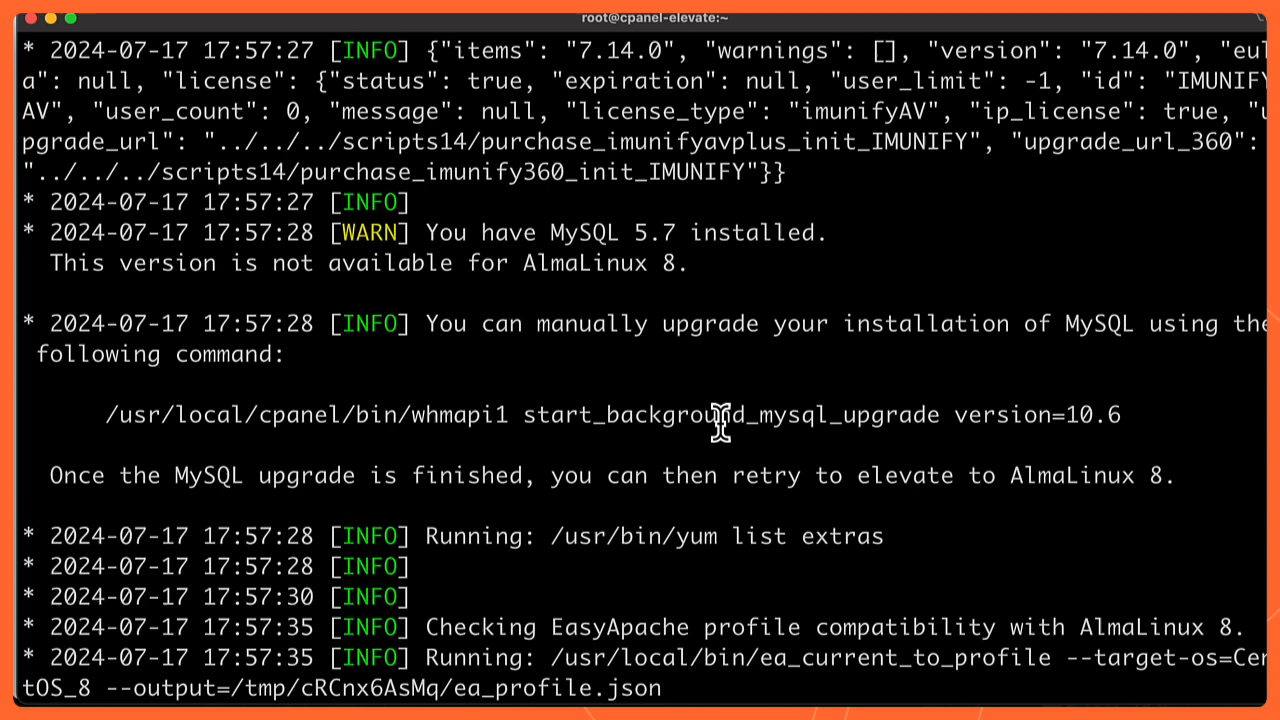 root@cpanel-elevate:~
* 2024-07-17 17:57:27 [INFO] {"items": "7.14.0", "warnings": [], "version": "7.14.0", "eul
a": null, "license": {"status": true, "expiration": null, "user_limit": -1, "id": "IMUNIFY
AV", "user_count": 0, "message": null, "license_type": "imunifyAV", "ip_license": true, "u
pgrade_url": "../../../scripts14/purchase_imunifyavplus_init_IMUNIFY", "upgrade_url_360":
"../../../scripts14/purchase_imunify360_init_IMUNIFY"}}
* 2024-07-17 17:57:27 [INFO]
* 2024-07-17 17:57:28 [WARN] You have MySQL 5.7 installed.
This version is not available for AlmaLinux 8.
* 2024-07-17 17:57:28 [INFO] You can manually upgrade your installation of MySQL using the
following command:
/usr/local/cpanel/bin/whmapi1 start_background_mysql_upgrade version=10.6
Once the MySQL upgrade is finished, you can then retry to elevate to AlmaLinux 8.
* 2024-07-17 17:57:28 [INFO] Running: /usr/bin/yum list extras
* 2024-07-17 17:57:28 [INFO]
* 2024-07-17 17:57:30 [INFO]
* 2024-07-17 17:57:35 [INFO] Checking EasyApache profile compatibility with AlmaLinux 8.
* 2024-07-17 17:57:35 [INFO] Running: /usr/local/bin/ea_current_to_profile --target-os=Cen
tOS_8 --output=/tmp/cRCnx6AsMq/ea_profile.json